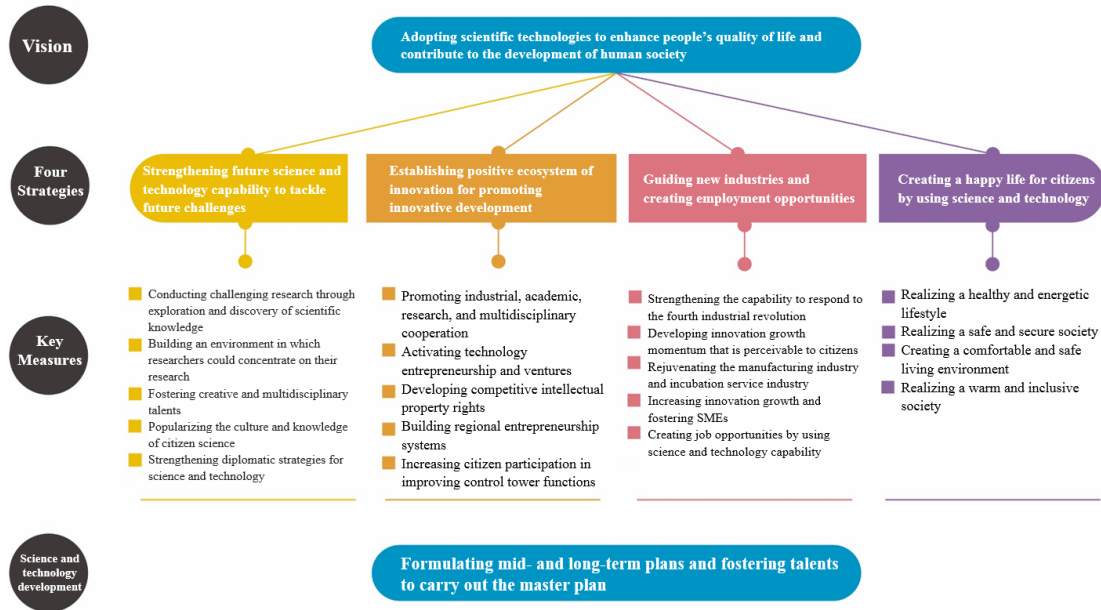 Vision
Adopting scientific technologies to enhance people's quality of life and
contribute to the development of human society
Four
Strategies
Strengthening future science and
technology capability to tackle
future challenges
Establishing positive ecosystem of
innovation for promoting
innovative development
Guiding new industries and
creating employment opportunities
Creating a happy life for citizens
by using science and technology
Key
Measures
Conducting challenging research through
exploration and discovery of scientific
knowledge
Building an environment in which
researchers could concentrate on their
research
Fostering creative and multidisciplinary
talents
Popularizing the culture and knowledge
of citizen science
Strengthening diplomatic strategies for
science and technology
Promoting industrial, academic,
research, and multidisciplinary
cooperation
Activating technology
entrepreneurship and ventures
Developing competitive intellectual
property rights
Building regional entrepreneurship
systems
Increasing citizen participation in
improving control tower functions
Strengthening the capability to respond to
the fourth industrial revolution
Developing innovation growth
momentum that is perceivable to citizens
Rejuvenating the manufacturing industry
and incubation service industry
Increasing innovation growth and
fostering SMEs
Creating job opportunities by using
science and technology capability
Realizing a healthy and energetic
lifestyle
Realizing a safe and secure society
Creating a comfortable and safe
living environment
Realizing a warm and inclusive
society
Science and
technology
development
Formulating mid- and long-term plans and fostering talents
to carry out the master plan